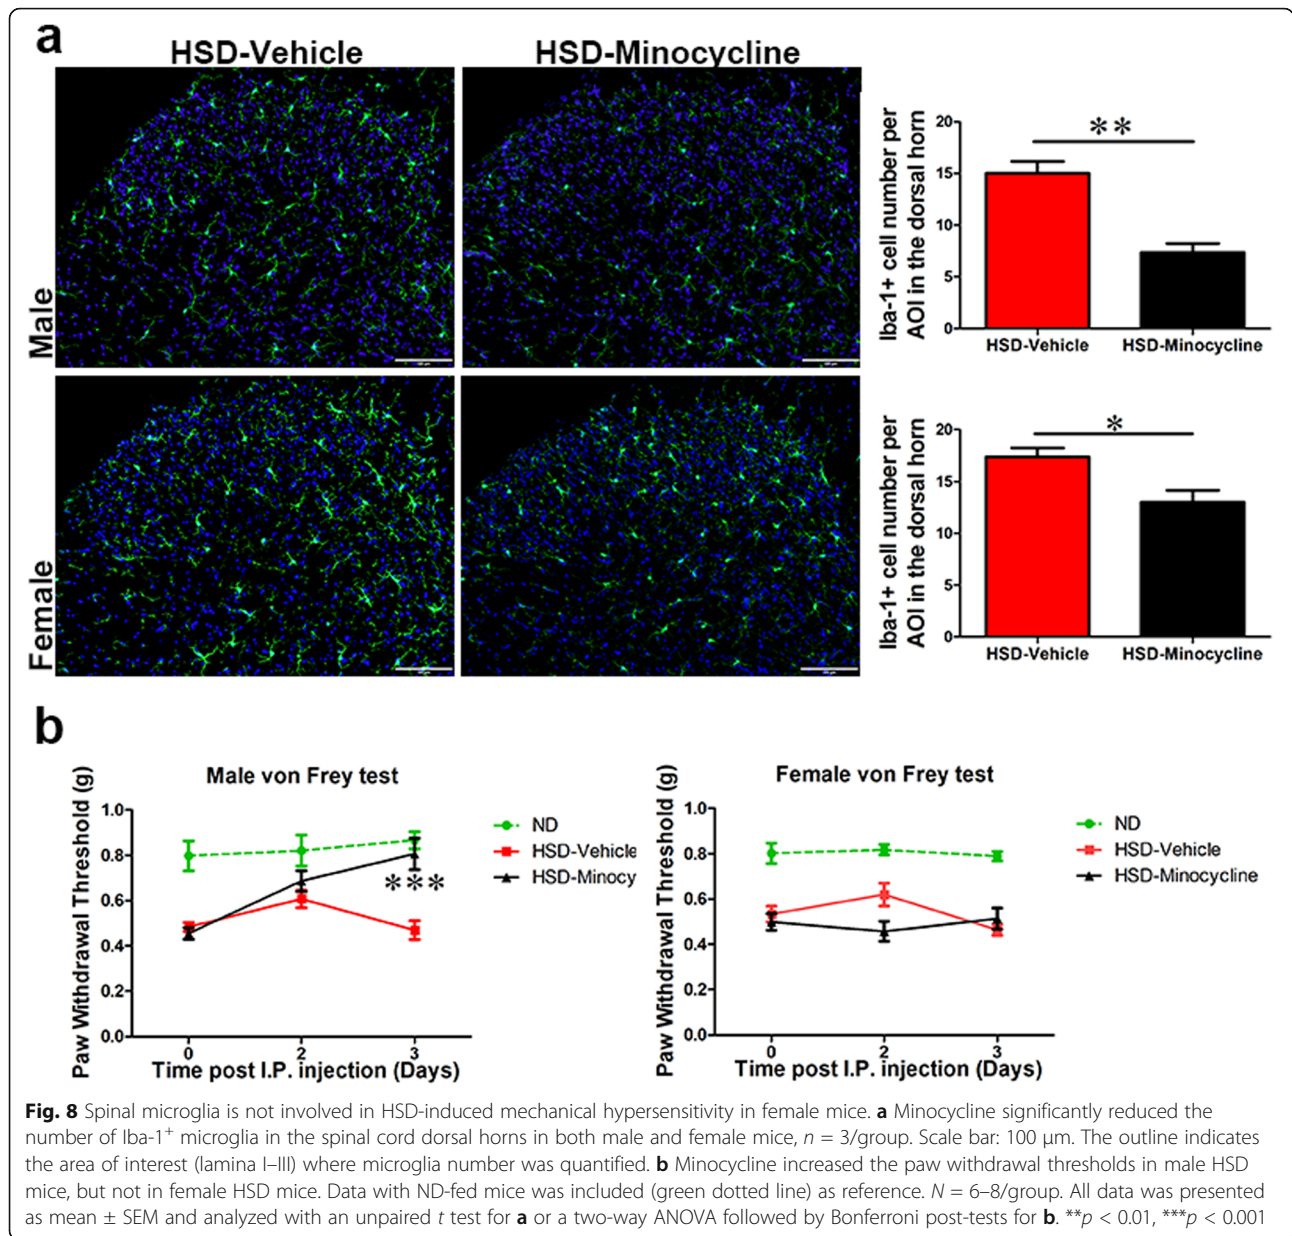 a
HSD-Vehicle
HSD-Minocycline
Male
Female
Iba-1+ cell number per
AOI in the dorsal horn
20
15
10
5
0
**
HSD-Vehicle
HSD-Minocycline
Iba-1+ cell number per
AOI in the dorsal horn
20
15
10
5
0
*
HSD-Vehicle
HSD-Minocycline
b
Male von Frey test
Paw Withdrawal Threshold (g)
1.0
0.8
0.6
0.4
0.2
0.0
0
2
3
Time post I.P. injection (Days)
***
ND
HSD-Vehicle
HSD-Minocy
Female von Frey test
Paw Withdrawal Threshold (g)
1.0
0.8
0.6
0.4
0.2
0.0
0
2
3
Time post I.P. injection (Days)
ND
HSD-Vehicle
HSD-Minocycline
Fig. 8 Spinal microglia is not involved in HSD-induced mechanical hypersensitivity in female mice. a Minocycline significantly reduced the
number of Iba-1⁺ microglia in the spinal cord dorsal horns in both male and female mice, n = 3/group. Scale bar: 100 μm. The outline indicates
the area of interest (lamina I–III) where microglia number was quantified. b Minocycline increased the paw withdrawal thresholds in male HSD
mice, but not in female HSD mice. Data with ND-fed mice was included (green dotted line) as reference. N = 6–8/group. All data was presented
as mean ± SEM and analyzed with an unpaired t test for a or a two-way ANOVA followed by Bonferroni post-tests for b. **p < 0.01, ***p < 0.001